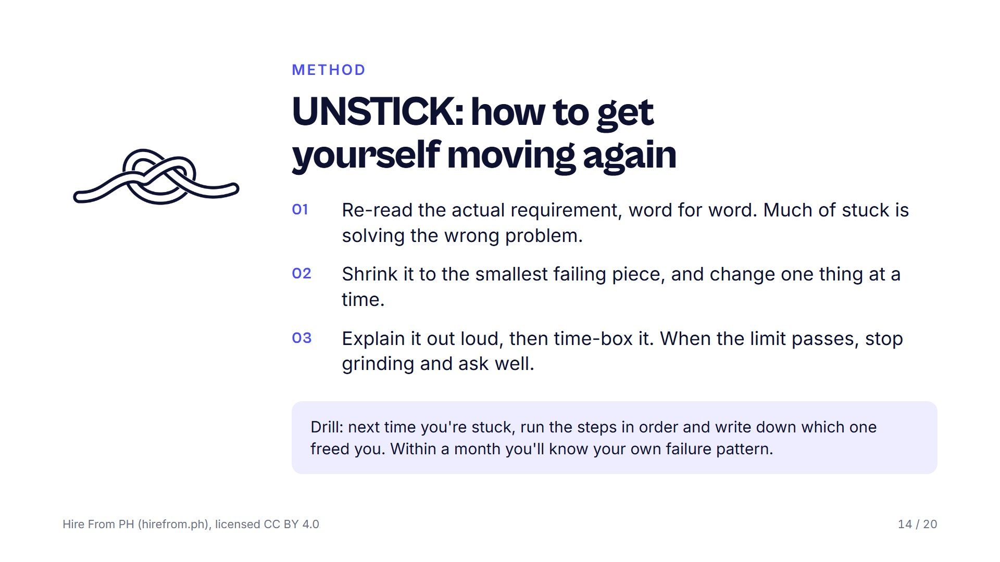 METHOD
UNSTICK: how to get
yourself moving again
01 Re-read the actual requirement, word for word. Much of stuck is
solving the wrong problem.
02 Shrink it to the smallest failing piece, and change one thing at a
time.
03 Explain it out loud, then time-box it. When the limit passes, stop
grinding and ask well.
Drill: next time you're stuck, run the steps in order and write down which one
freed you. Within a month you'll know your own failure pattern.
Hire From PH (hirefrom.ph), licensed CC BY 4.0
14 / 20